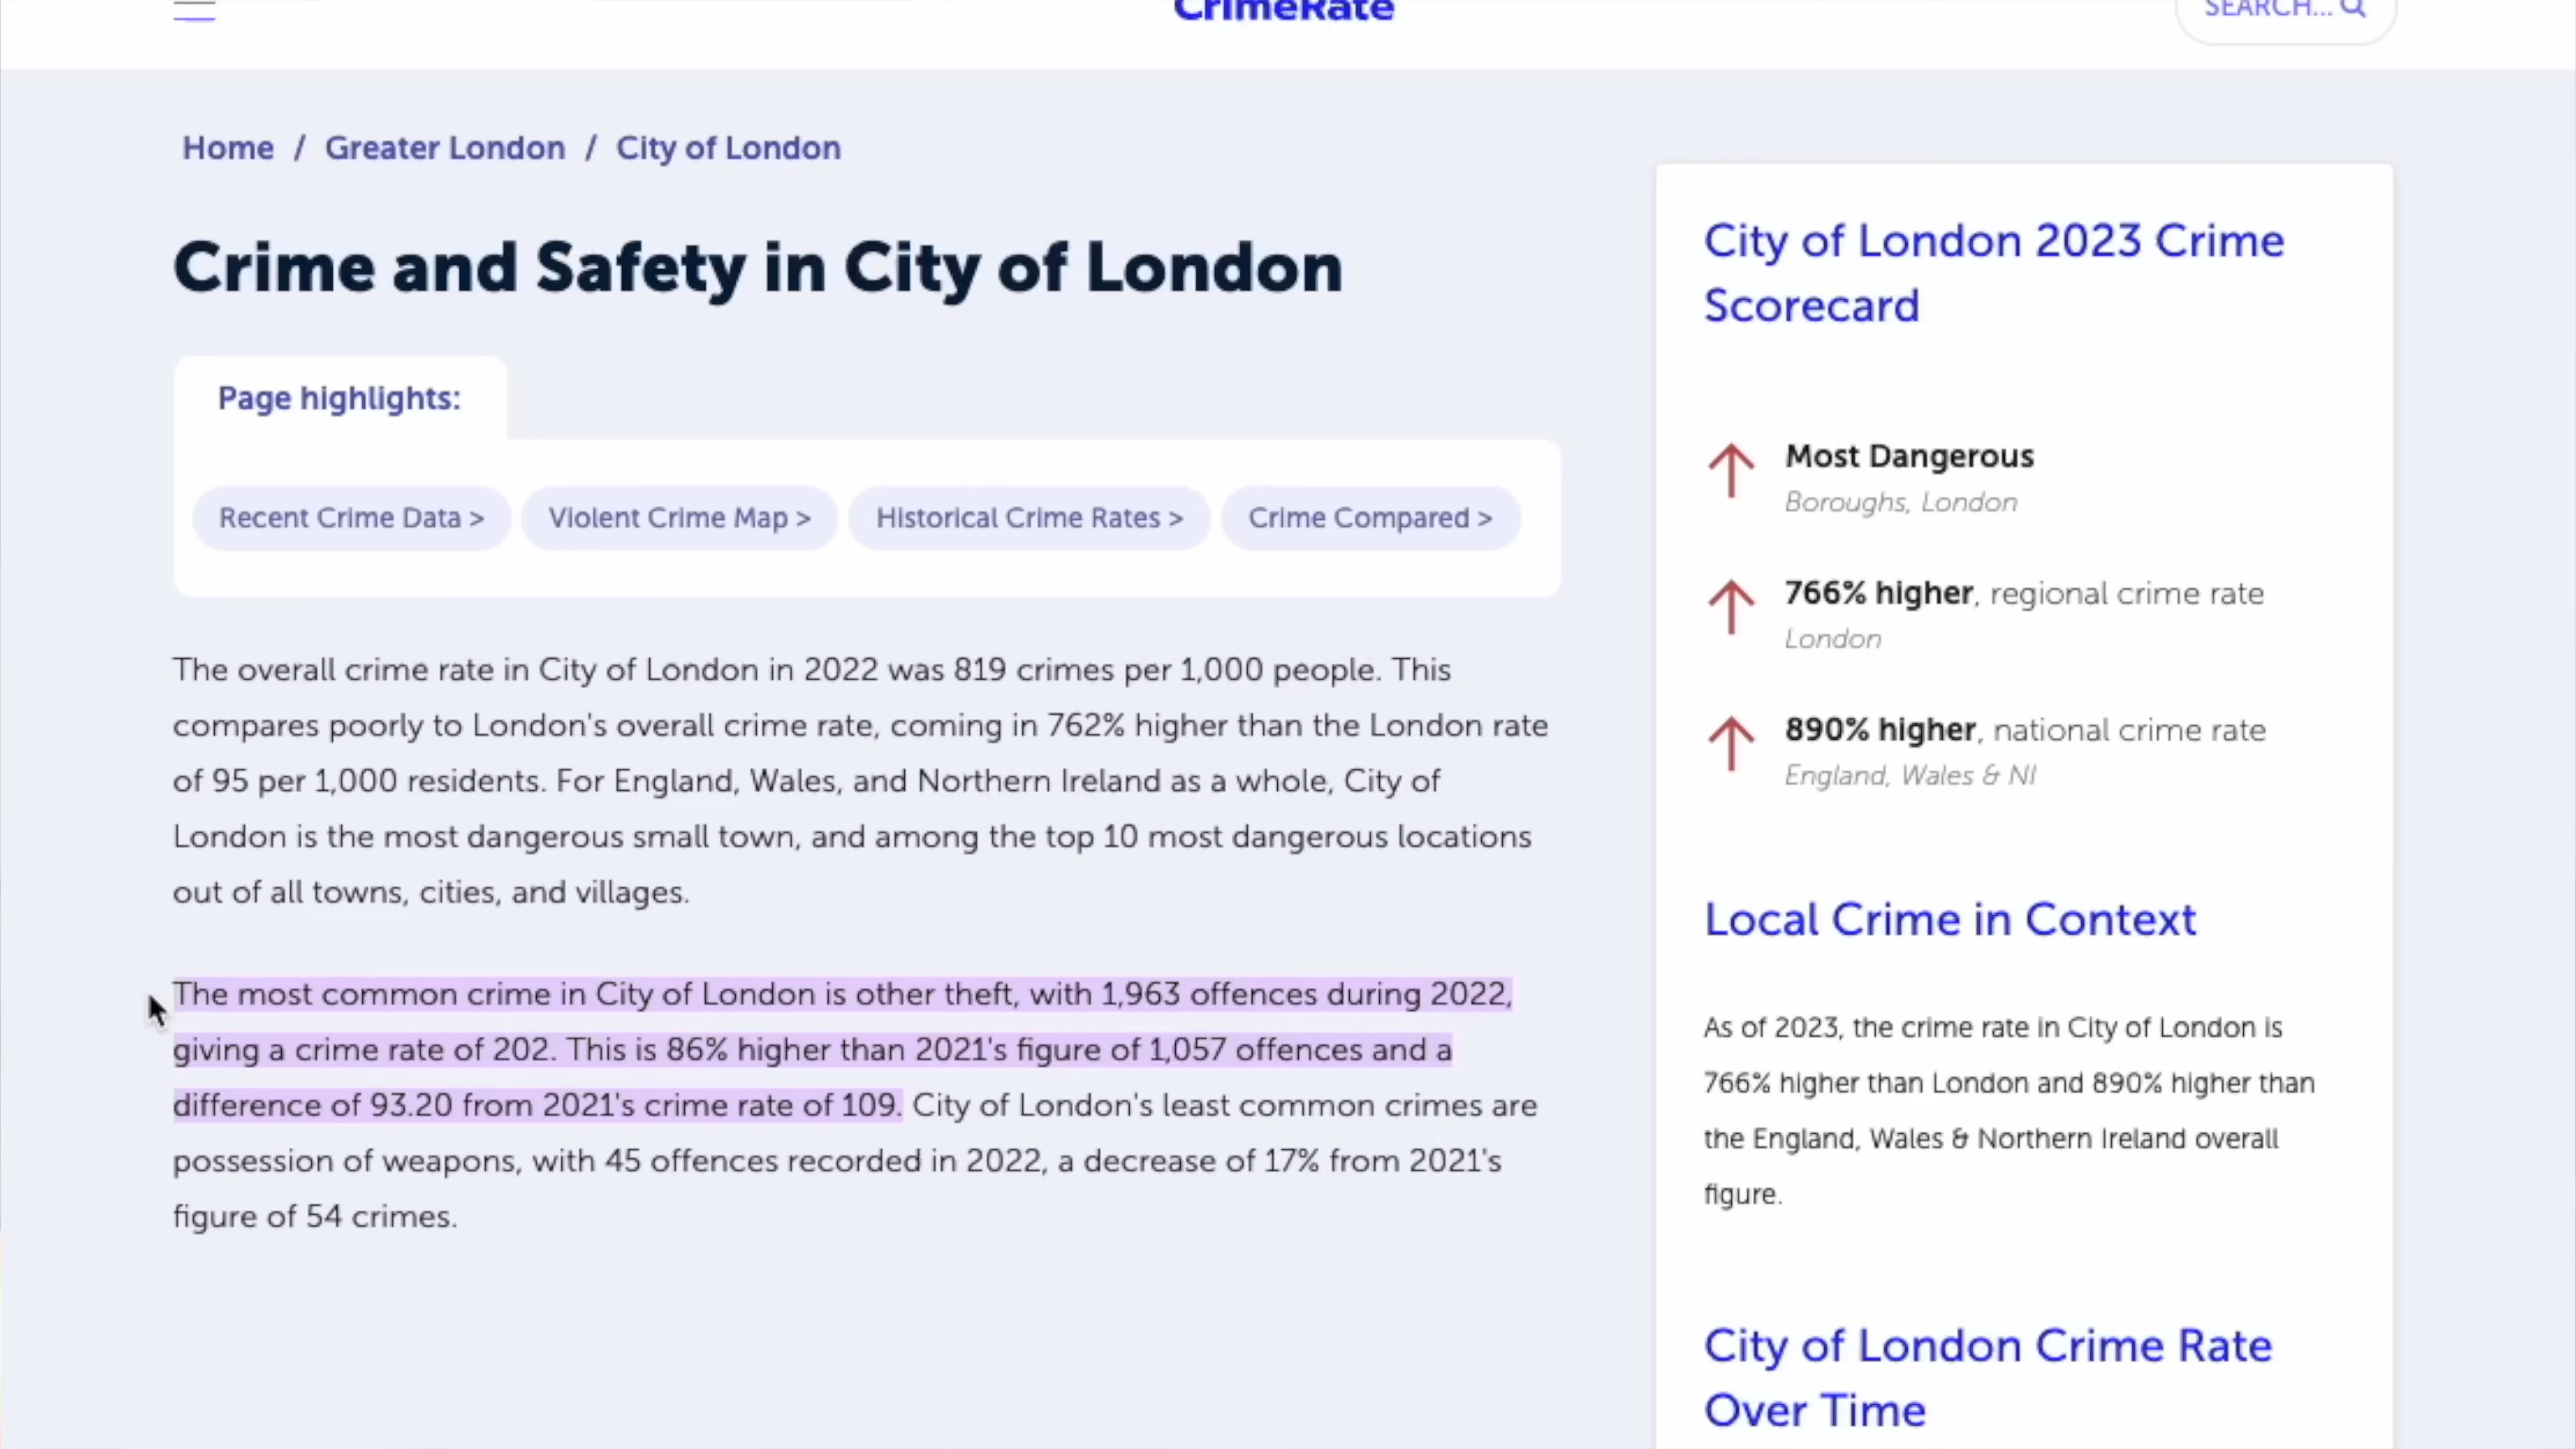 CrimeRate
SEARCH...
Home / Greater London / City of London
Crime and Safety in City of London
Page highlights:
Recent Crime Data >
Violent Crime Map >
Historical Crime Rates >
Crime Compared >
The overall crime rate in City of London in 2022 was 819 crimes per 1,000 people. This
compares poorly to London's overall crime rate, coming in 762% higher than the London rate
of 95 per 1,000 residents. For England, Wales, and Northern Ireland as a whole, City of
London is the most dangerous small town, and among the top 10 most dangerous locations
out of all towns, cities, and villages.
The most common crime in City of London is other theft, with 1,963 offences during 2022,
giving a crime rate of 202. This is 86% higher than 2021's figure of 1,057 offences and a
difference of 93.20 from 2021's crime rate of 109. City of London's least common crimes are
possession of weapons, with 45 offences recorded in 2022, a decrease of 17% from 2021's
figure of 54 crimes.
City of London 2023 Crime
Scorecard
Most Dangerous
Boroughs, London
766% higher, regional crime rate
London
890% higher, national crime rate
England, Wales & NI
Local Crime in Context
As of 2023, the crime rate in City of London is
766% higher than London and 890% higher than
the England, Wales & Northern Ireland overall
figure.
City of London Crime Rate
Over Time